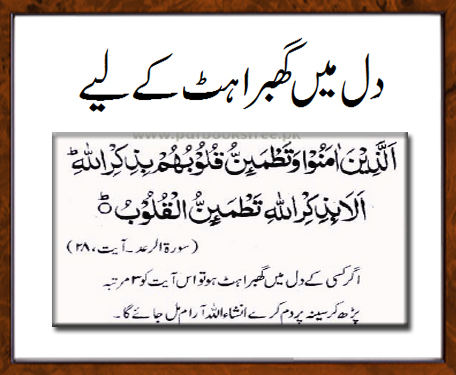 دل میں گھبراہٹ کے لیے
www.pdfbooksfree.pk
اَلَّذِیْنَ اٰمَنُوْا وَتَطْمَئِنُّ قُلُوْبُهُمْ بِذِکْرِ اللّٰهِ ؕ
اَلَا بِذِکْرِ اللّٰهِ تَطْمَئِنُّ الْقُلُوْبُ ؕ
(سورۃ الرعد۔ آیت، ۲۸)
اگر کسی کے دل میں گھبراہٹ ہو تو اس آیت کو ۳ مرتبہ
پڑھ کر سینہ پر دم کرے انشاء اللہ آرام مل جائے گا۔